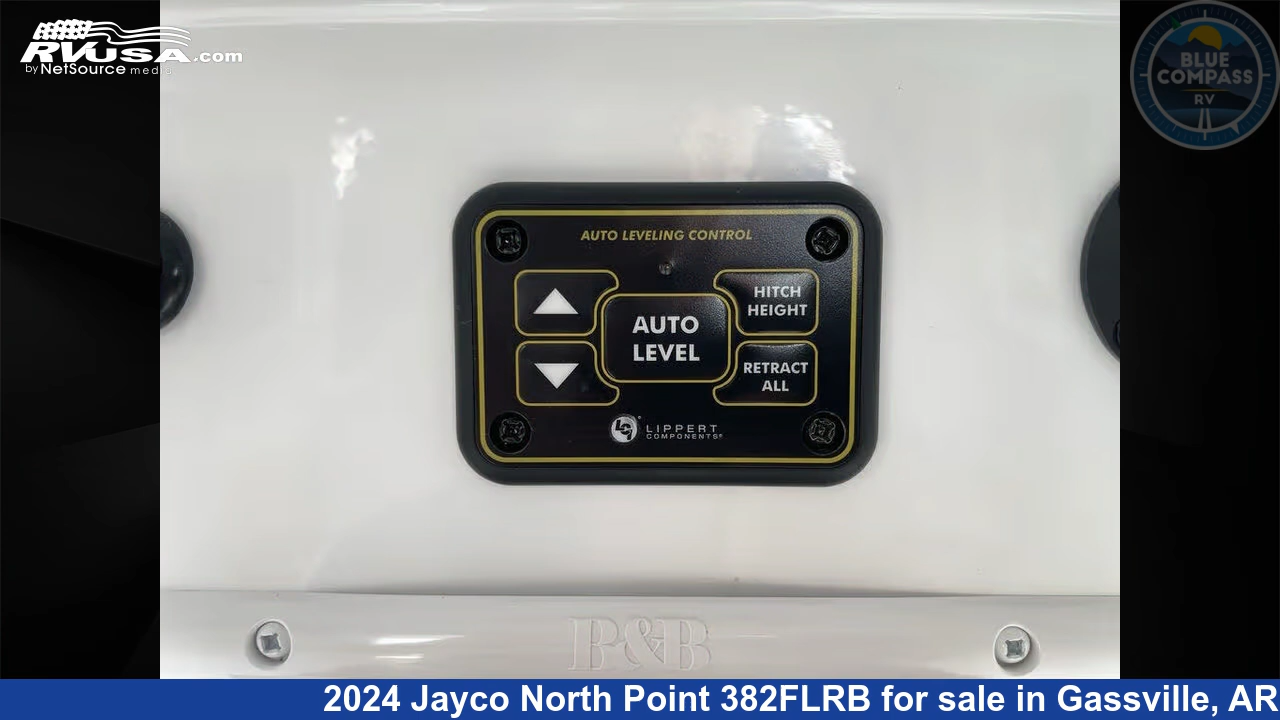 RVUSA.com
by NetSource media
BLUE
COMPASS
RV
AUTO LEVELING CONTROL
AUTO
LEVEL
HITCH
HEIGHT
RETRACT
ALL
LCI
LIPPERT
COMPONENTS®
B&B
2024 Jayco North Point 382FLRB for sale in Gassville, AR